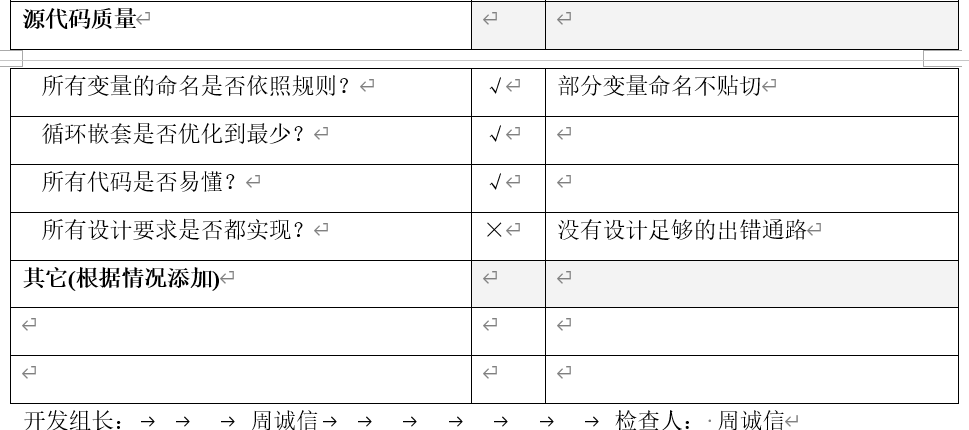 源代码质量
所有变量的命名是否依照规则? √ 部分变量命名不贴切
循环嵌套是否优化到最少? √
所有代码是否易懂? √
所有设计要求是否都实现? × 没有设计足够的出错通路
其它(根据情况添加)
开发组长: 周诚信 检查人: 周诚信